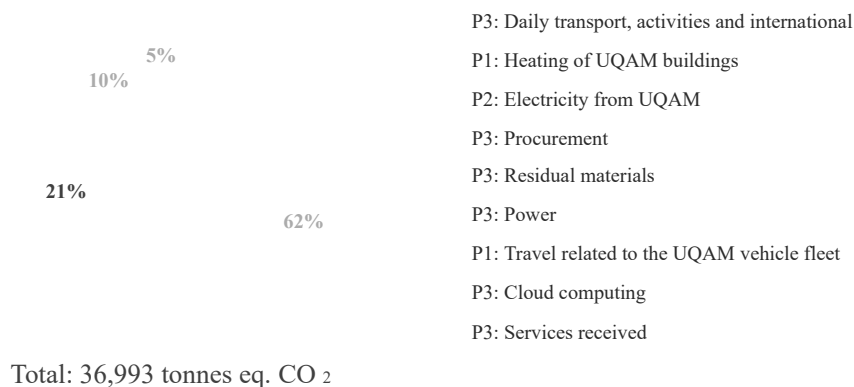 5%
10%
21%
62%
P3: Daily transport, activities and international
P1: Heating of UQAM buildings
P2: Electricity from UQAM
P3: Procurement
P3: Residual materials
P3: Power
P1: Travel related to the UQAM vehicle fleet
P3: Cloud computing
P3: Services received
Total: 36,993 tonnes eq. CO 2